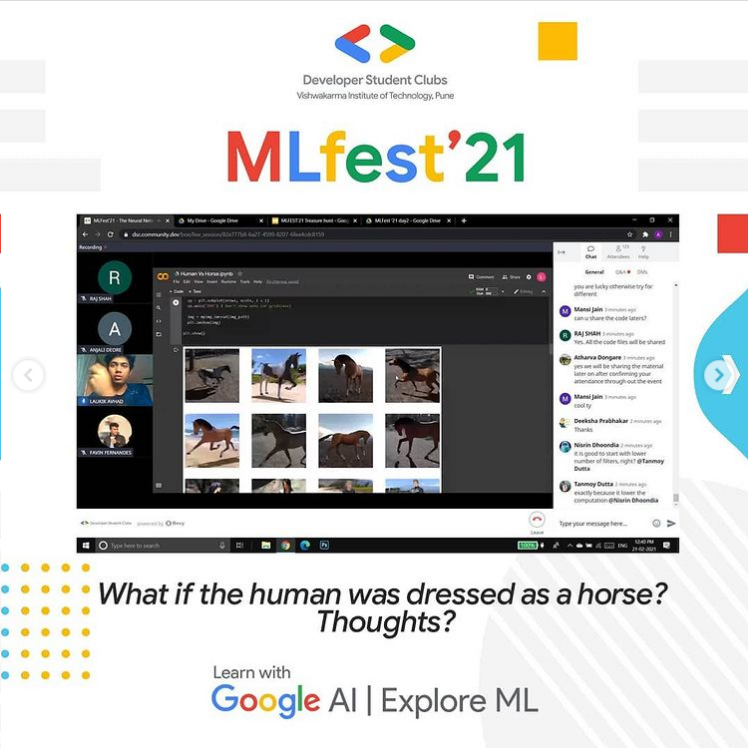 Developer Student Clubs
Vishwakarma Institute of Technology, Pune
MLfest'21
MLFest'21 - The Neural Netw
My Drive - Google Drive
MLFEST'21 Treasure hunt - Goog
MLfest '21 day2 - Google Drive
Recording
R
RAJ SHAH
A
ANJALI DEORE
LAUKIK AVHAD
FAVIN FERNANDES
Human Vs Horse.ipynb
File Edit View Insert Runtime Tools Help
Comment
Share
+ Code + Text
Editing
plt.show()
Chat
Attendees
Help
General
Q&A
DMs
you are lucky otherwise try for
different
Mansi Jain 3 minutes ago
can u share the code laters?
RAJ SHAH 3 minutes ago
Yes. All the code files will be shared
Atharva Dongare 3 minutes ago
yes we will be sharing the material
later on after confirming your
attendance through out the event
Mansi Jain 3 minutes ago
cool ty
Deeksha Prabhakar 2 minutes ago
Thanks
Nisrin Dhoondia 2 minutes ago
it is good to start with lower
number of filters, right? @Tanmoy
Dutta
Tanmoy Dutta 2 minutes ago
exactly because it lower the
computation @Nisrin Dhoondia
Developer Student Clubs
powered by Bevy
Leave
Type your message here...
Type here to search
100%
ENG
12:40 PM
21-02-2021
What if the human was dressed as a horse?
Thoughts?
Learn with
Google AI | Explore ML